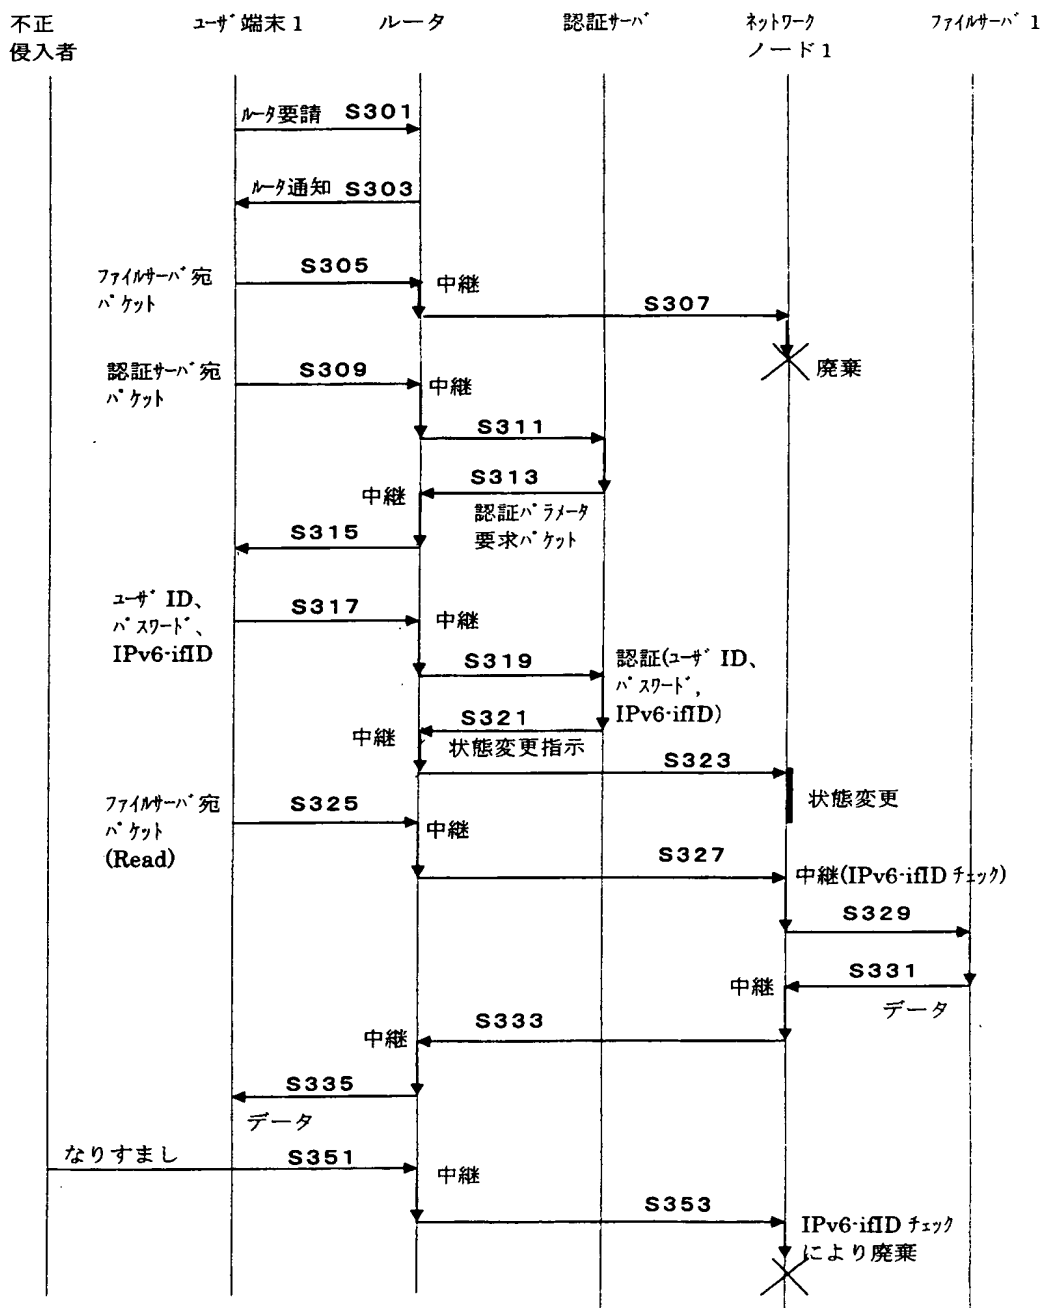 不正
侵入者
ﾕｰｻﾞ端末1
ルータ
認証ｻｰﾊﾞ
ﾈｯﾄﾜｰｸ
ノード1
ﾌｧｲﾙｻｰﾊﾞ1
ﾙｰﾀ要請 S301
ﾙｰﾀ通知 S303
ﾌｧｲﾙｻｰﾊﾞ宛
ﾊﾟｹｯﾄ
S305
中継
S307
廃棄
認証ｻｰﾊﾞ宛
ﾊﾟｹｯﾄ
S309
中継
S311
S313
中継
認証ﾊﾟﾗﾒｰﾀ
要求ﾊﾟｹｯﾄ
S315
ﾕｰｻﾞID、
ﾊﾟｽﾜｰﾄﾞ、
IPv6-ifID
S317
中継
S319
認証(ﾕｰｻﾞID、
ﾊﾟｽﾜｰﾄﾞ,
IPv6-ifID)
S321
中継
状態変更指示
S323
状態変更
ﾌｧｲﾙｻｰﾊﾞ宛
ﾊﾟｹｯﾄ
(Read)
S325
中継
S327
中継(IPv6-ifIDﾁｪｯｸ)
S329
S331
中継
データ
S333
中継
S335
データ
なりすまし
S351
中継
S353
IPv6-ifIDﾁｪｯｸ
により廃棄